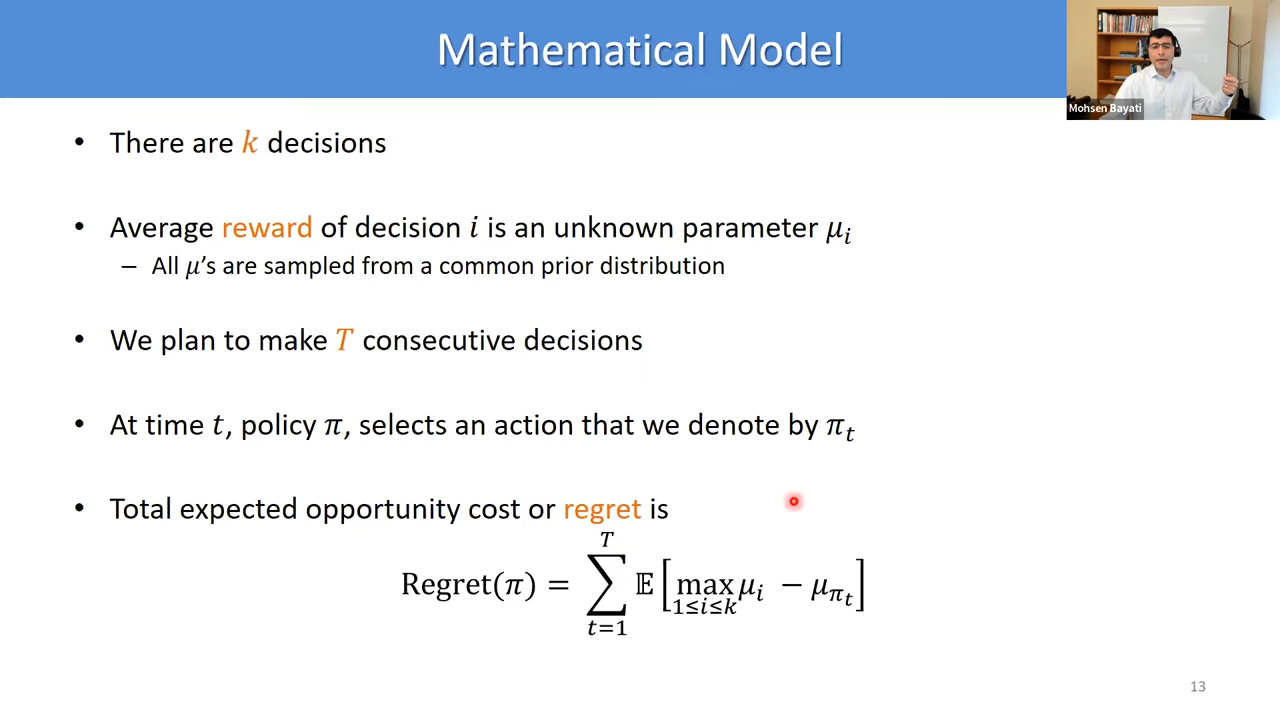 Mathematical Model
Mohsen Bayati
• There are k decisions
• Average reward of decision i is an unknown parameter μᵢ
– All μ's are sampled from a common prior distribution
• We plan to make T consecutive decisions
• At time t, policy π, selects an action that we denote by πₜ
• Total expected opportunity cost or regret is
Regret(π) = ∑_{t=1}^{T} 𝔼[max_{1≤i≤k} μᵢ − μ_{πₜ}]
13